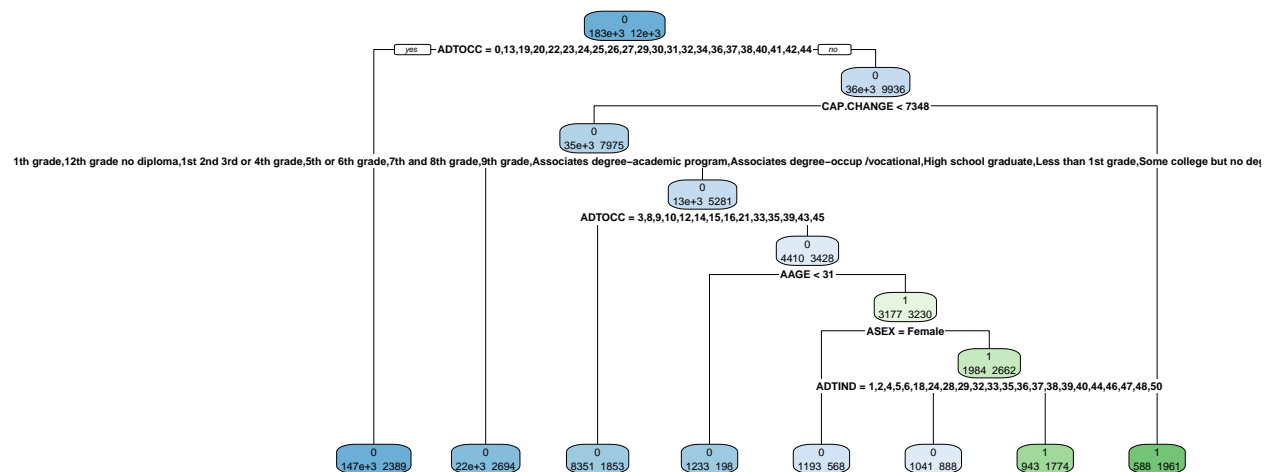 0
183e+3 12e+3
yes ADTOCC = 0,13,19,20,22,23,24,25,26,27,29,30,31,32,34,36,37,38,40,41,42,44 no
0
36e+3 9936
CAP.CHANGE < 7348
0
35e+3 7975
1th grade,12th grade no diploma,1st 2nd 3rd or 4th grade,5th or 6th grade,7th and 8th grade,9th grade,Associates degree−academic program,Associates degree−occup /vocational,High school graduate,Less than 1st grade,Some college but no deg
0
13e+3 5281
ADTOCC = 3,8,9,10,12,14,15,16,21,33,35,39,43,45
0
4410 3428
AAGE < 31
1
3177 3230
ASEX = Female
1
1984 2662
ADTIND = 1,2,4,5,6,18,24,28,29,32,33,35,36,37,38,39,40,44,46,47,48,50
0 0 0 0 0 0 1 1
147e+3 2389 22e+3 2694 8351 1853 1233 198 1193 568 1041 888 943 1774 588 1961